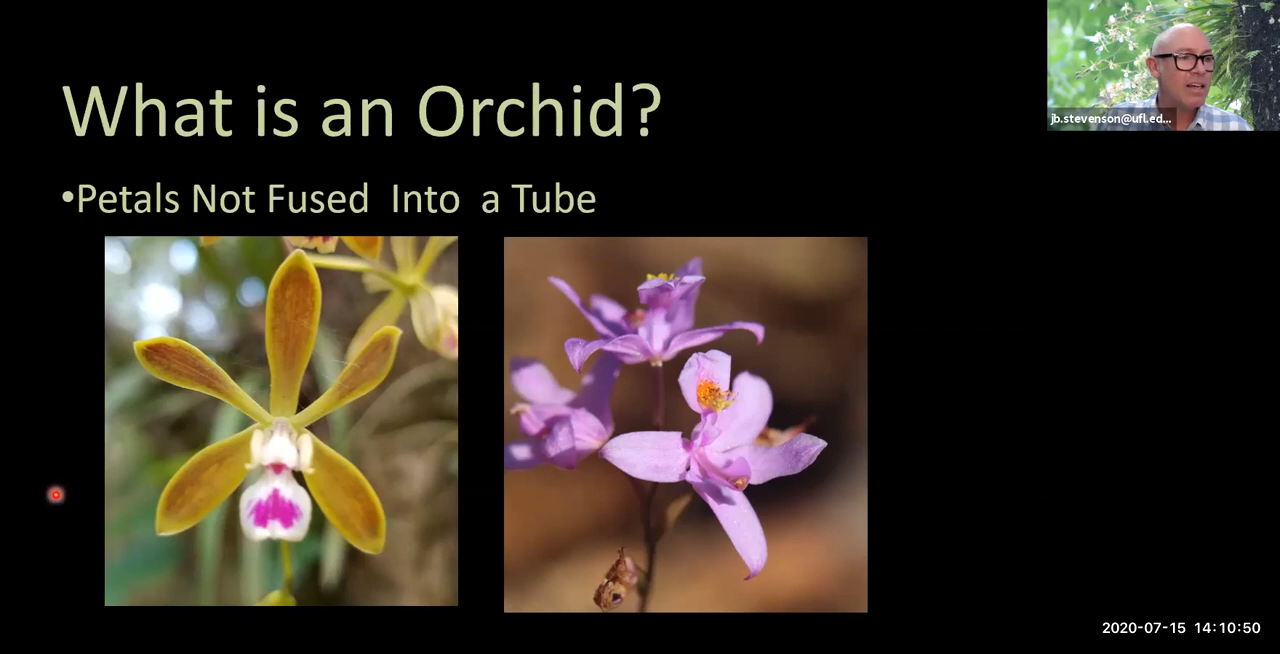 What is an Orchid?
jb.stevenson@ufl.ed...
•Petals Not Fused  Into  a Tube
2020-07-15 14:10:50